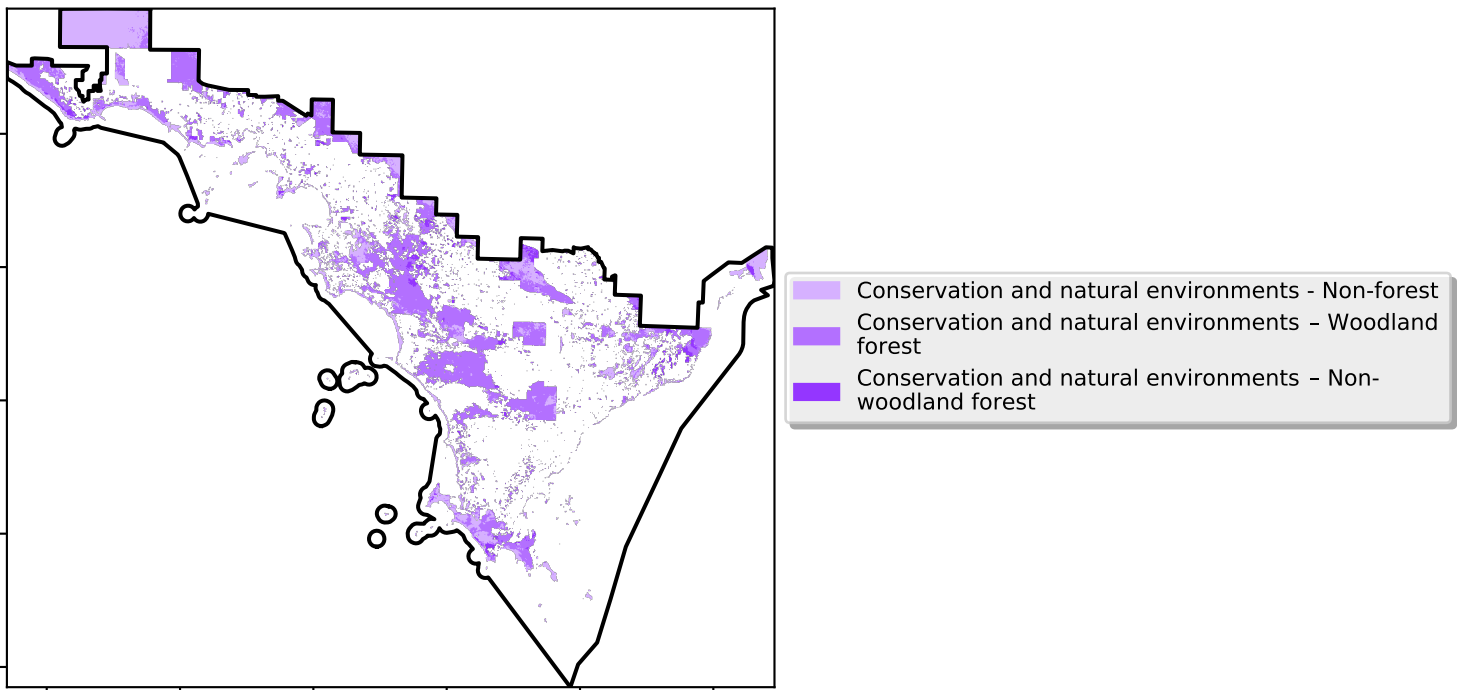 Conservation and natural environments - Non-forest
Conservation and natural environments – Woodland
forest
Conservation and natural environments – Non-
woodland forest